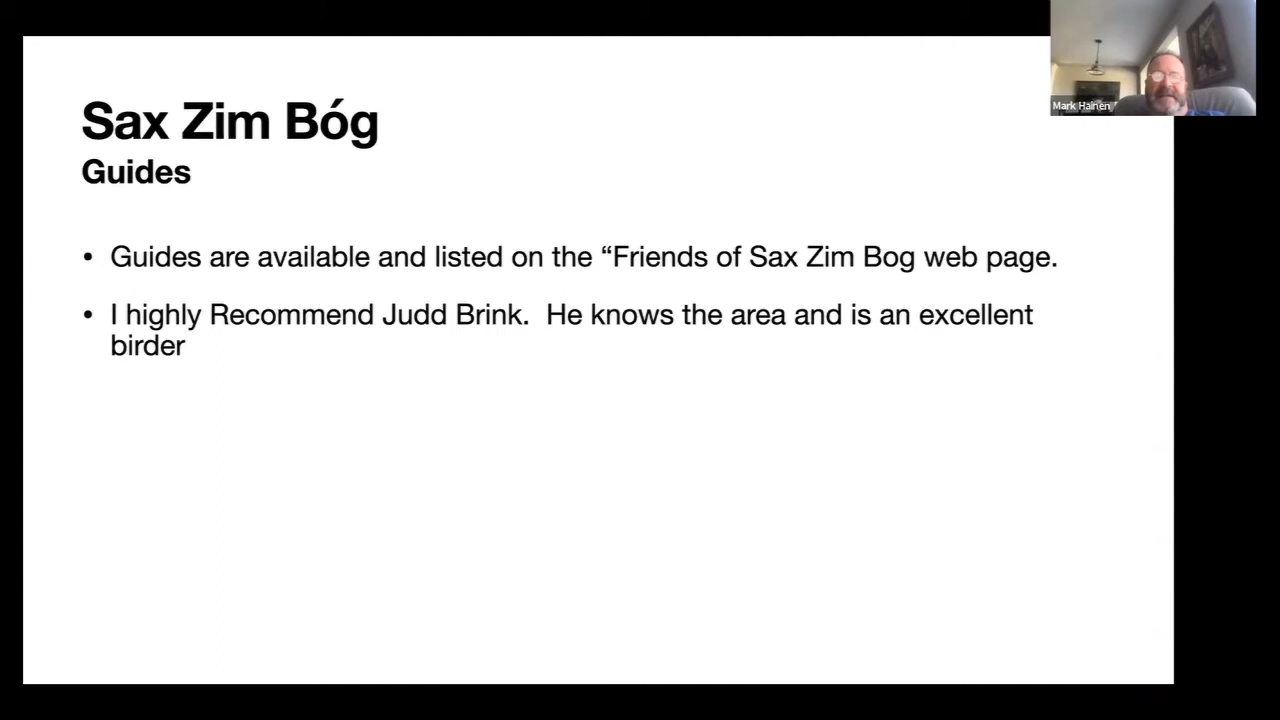 Sax Zim Bóg
Guides
• Guides are available and listed on the “Friends of Sax Zim Bog web page.
• I highly Recommend Judd Brink.  He knows the area and is an excellent
birder
Mark Hainen